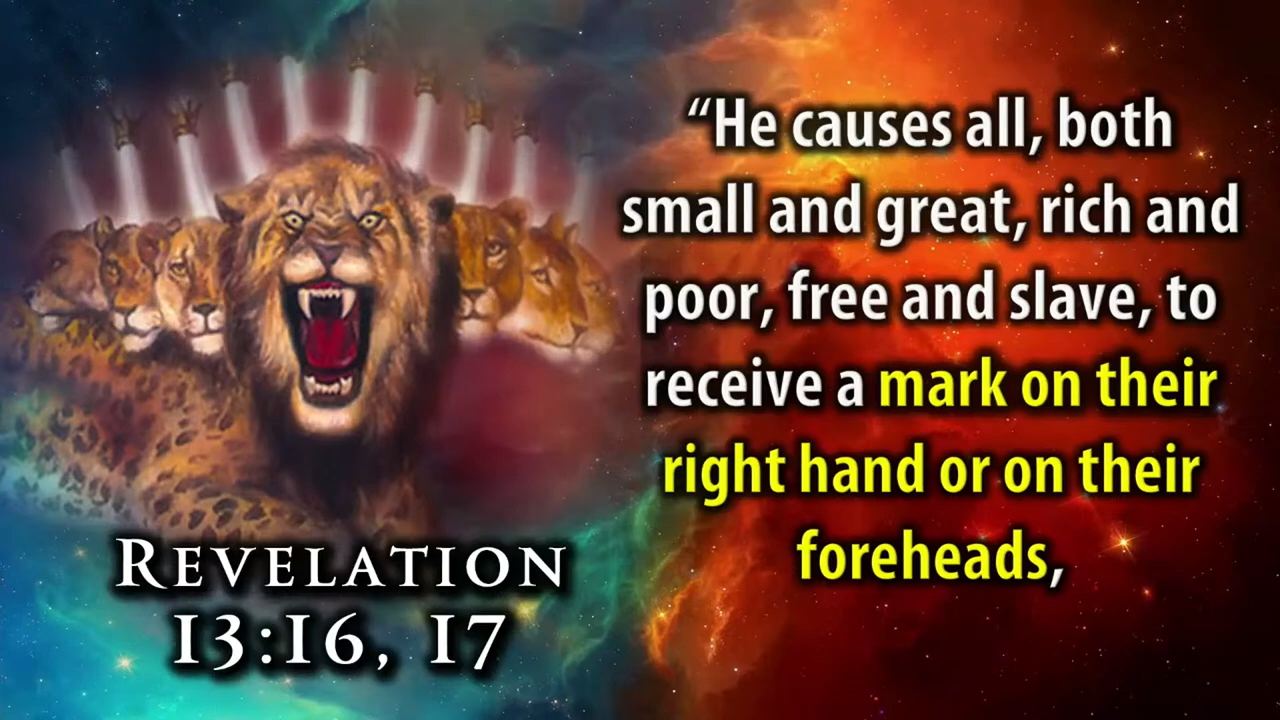 REVELATION
13:16, 17
“He causes all, both
small and great, rich and
poor, free and slave, to
receive a mark on their
right hand or on their
foreheads,